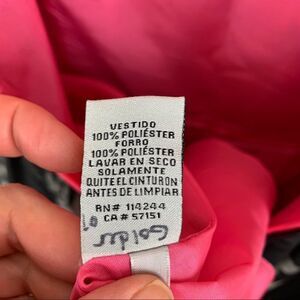 VESTIDO
100% POLIÉSTER
FORRO
100% POLIÉSTER
LAVAR EN SECO
SOLAMENTE
QUITE EL CINTURON
ANTES DE LIMPIAR
RN# 114244
CA# 57151